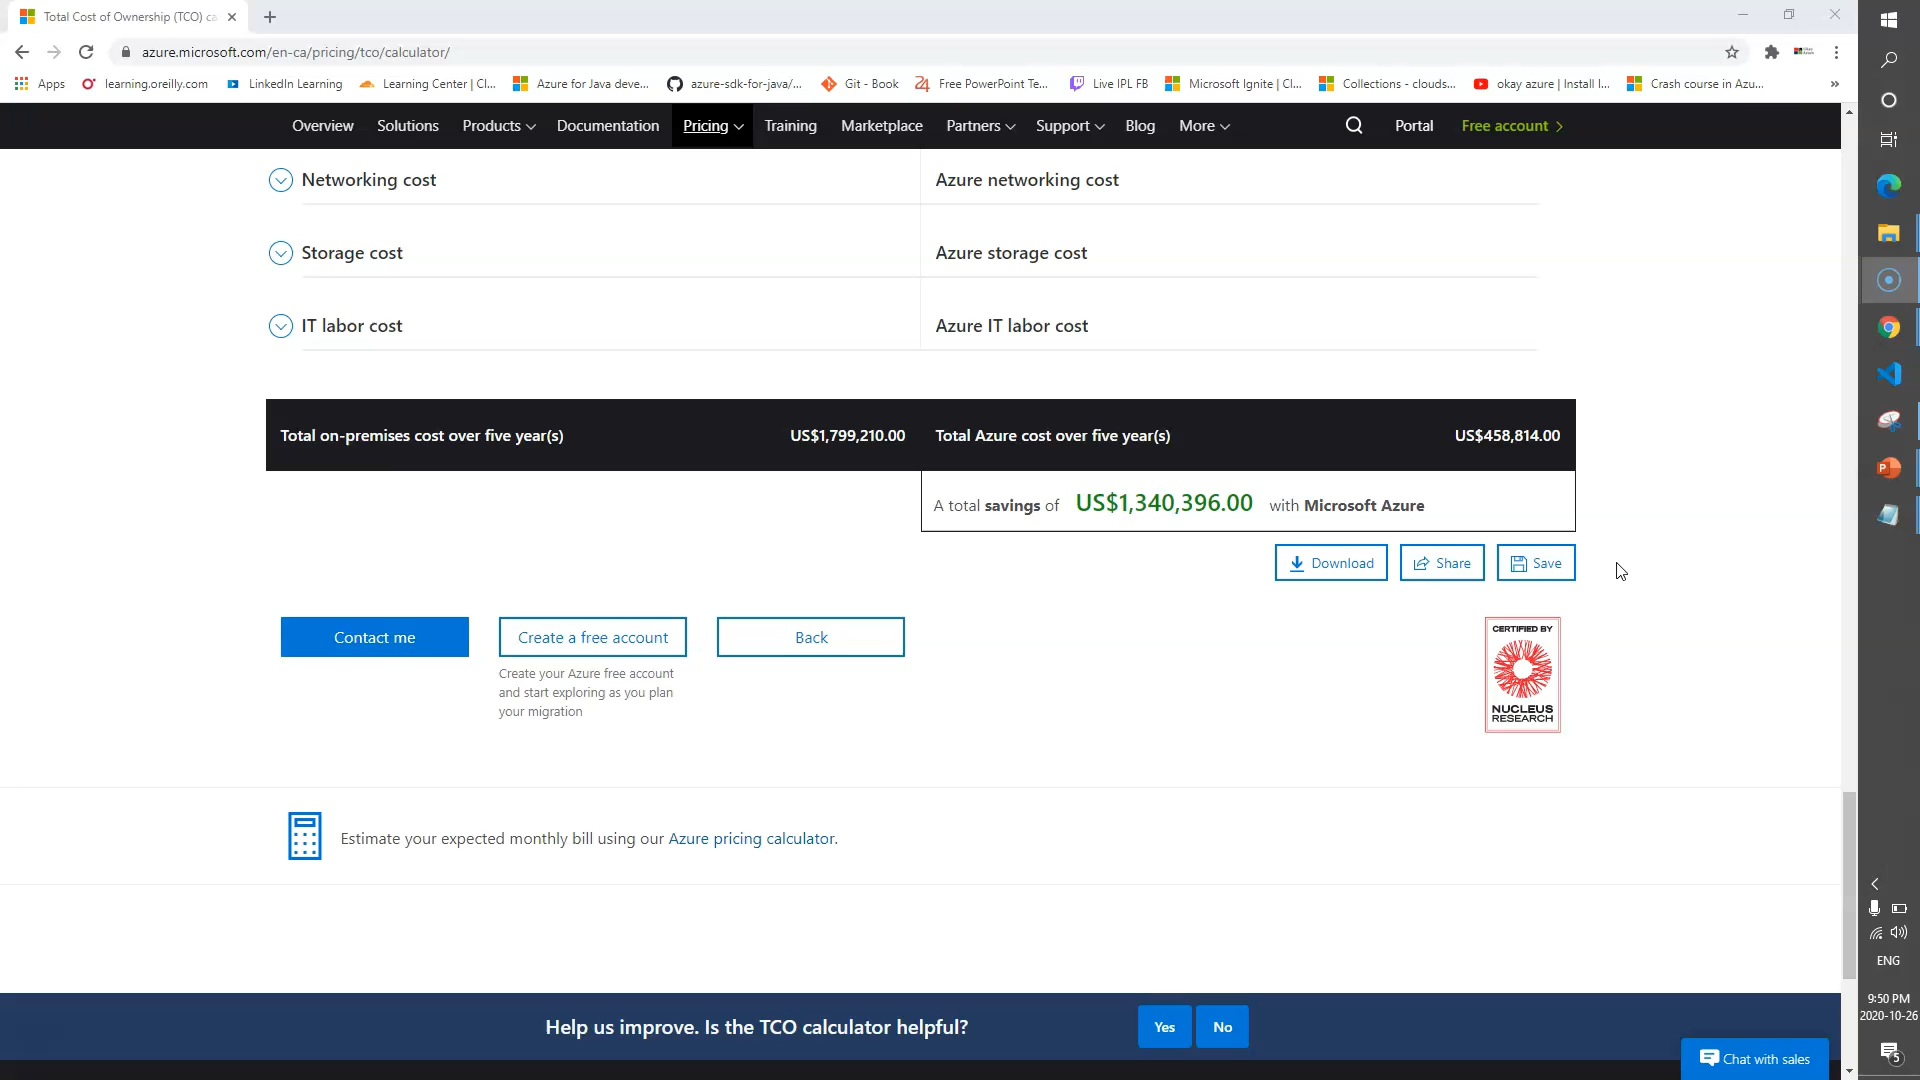 Total Cost of Ownership (TCO) ca
azure.microsoft.com/en-ca/pricing/tco/calculator/
Apps learning.oreilly.com LinkedIn Learning Learning Center | Cl... Azure for Java deve... azure-sdk-for-java/... Git - Book Free PowerPoint Te... Live IPL FB Microsoft Ignite | Cl... Collections - clouds... okay azure | Install I... Crash course in Azu... »
Overview Solutions Products Documentation Pricing Training Marketplace Partners Support Blog More Portal Free account
Networking cost Azure networking cost
Storage cost Azure storage cost
IT labor cost Azure IT labor cost
Total on-premises cost over five year(s) US$1,799,210.00 Total Azure cost over five year(s) US$458,814.00
A total savings of US$1,340,396.00 with Microsoft Azure
Download Share Save
Contact me Create a free account Back
Create your Azure free account
and start exploring as you plan
your migration
CERTIFIED BY
NUCLEUS
RESEARCH
Estimate your expected monthly bill using our Azure pricing calculator.
Help us improve. Is the TCO calculator helpful? Yes No
Chat with sales
ENG
9:50 PM
2020-10-26
5